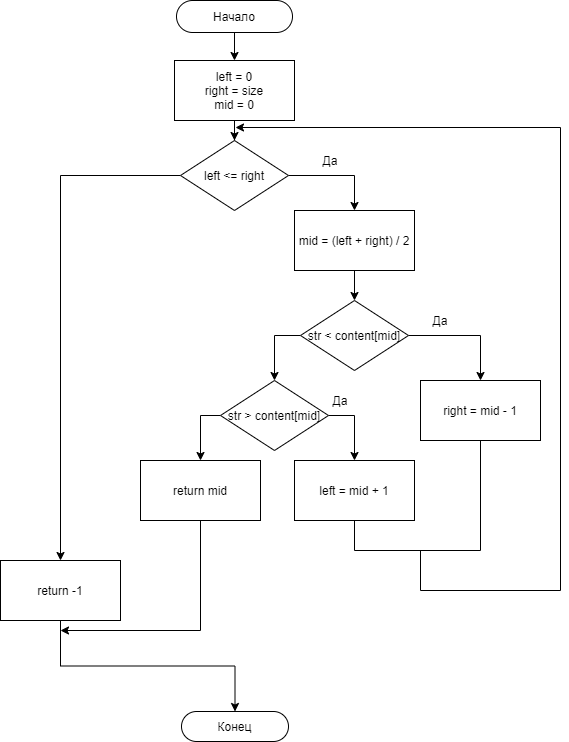 Начало
left = 0
right = size
mid = 0
left <= right
Да
mid = (left + right) / 2
str < content[mid]
Да
str > content[mid]
Да
right = mid - 1
return mid
left = mid + 1
return -1
Конец